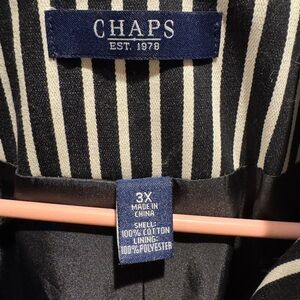 CHAPS
EST. 1978
3X
MADE IN
CHINA
SHELL:
100% COTTON
LINING:
100%POLYESTER